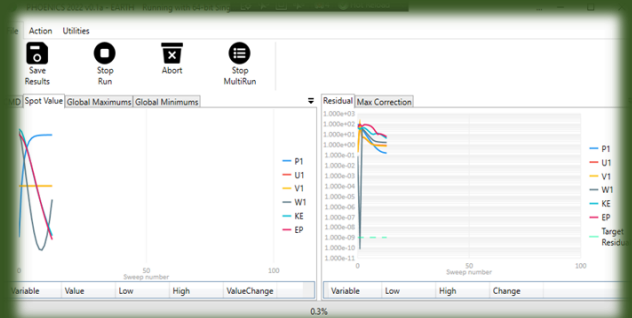 Action Utilities
Save Results
Stop Run
Abort
Stop MultiRun
Spot Value Global Maximums Global Minimums
Residual Max Correction
P1
U1
V1
W1
KE
EP
0 50 100
Sweep number
Variable Value Low High ValueChange
1.000e+03
1.000e+02
1.000e+01
1.000e+00
1.000e-01
1.000e-02
1.000e-03
1.000e-04
1.000e-05
1.000e-06
1.000e-07
1.000e-08
1.000e-09
1.000e-10
1.000e-11
P1
U1
V1
W1
KE
EP
Target
0 50 100
Sweep number
Variable Low High Change
0.3%